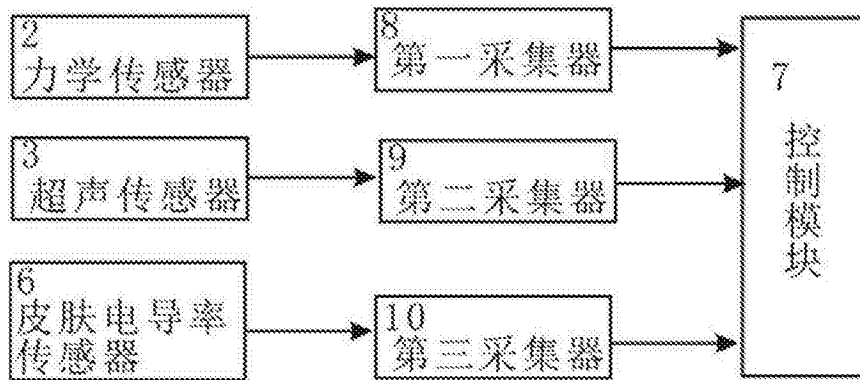 2
力学传感器
8
第一采集器
3
超声传感器
9
第二采集器
6
皮肤电导率
传感器
10
第三采集器
7
控制模块